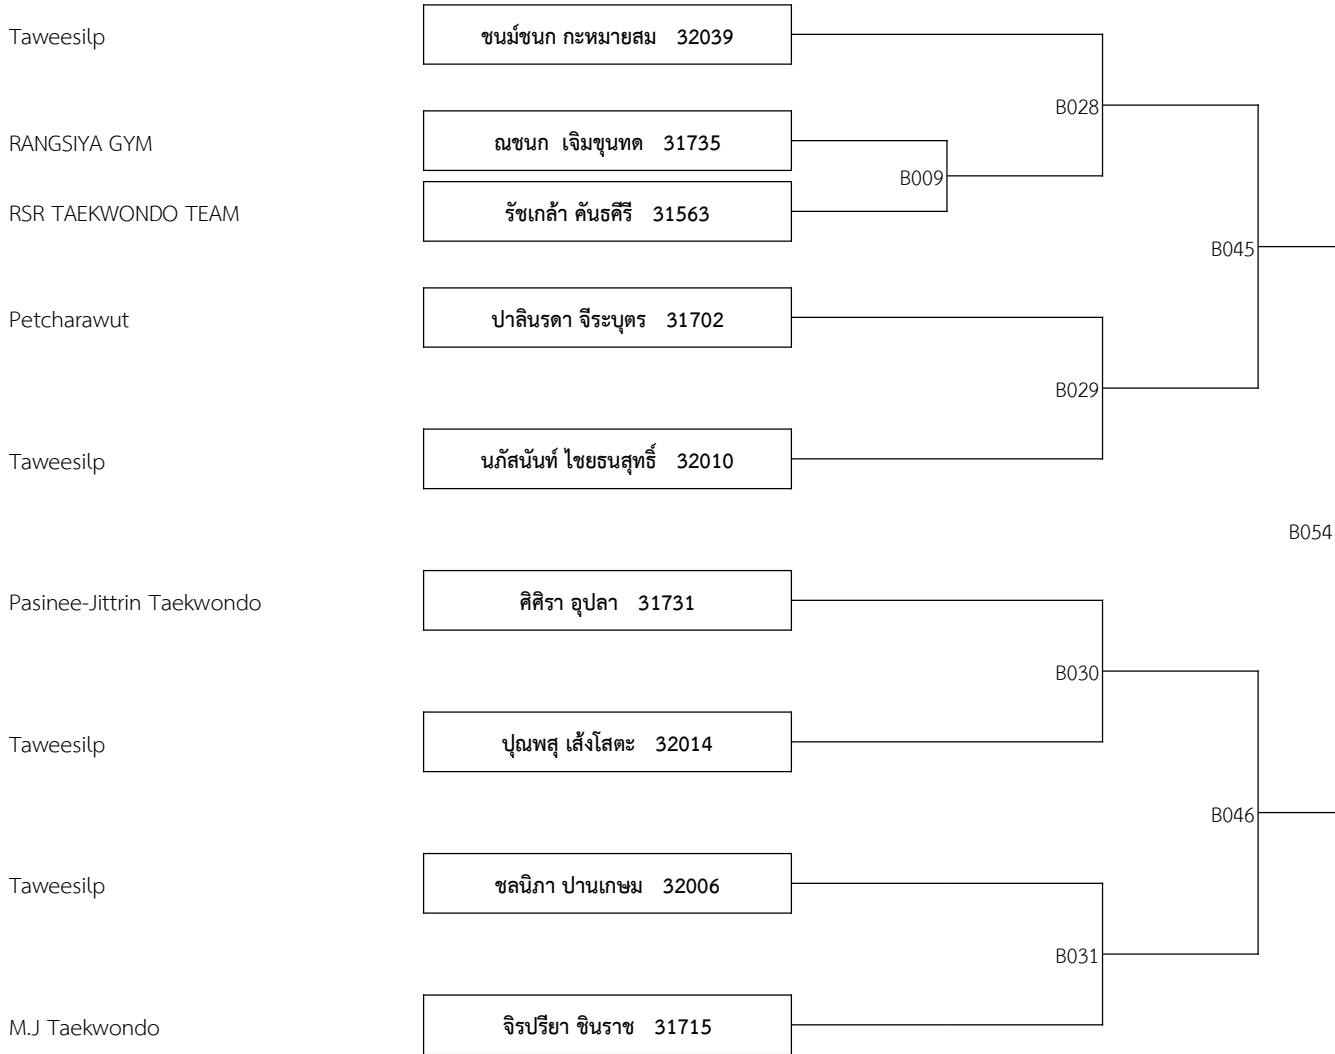 Taweesilp ชนม์ชนก กะหมายสม 32039
B028
RANGSIYA GYM ณชนก เจิมขุนทด 31735
B009
RSR TAEKWONDO TEAM รัชเกล้า คันธคีรี 31563
B045
Petcharawut ปาลินรดา จีระบุตร 31702
B029
Taweesilp นภัสนันท์ ไชยธนสุทธิ์ 32010
B054
Pasinee-Jittrin Taekwondo ศิศิรา อุปลา 31731
B030
Taweesilp ปุณพสุ เส้งโสตะ 32014
B046
Taweesilp ชลนิภา ปานเกษม 32006
B031
M.J Taekwondo จิรปรียา ชินราช 31715